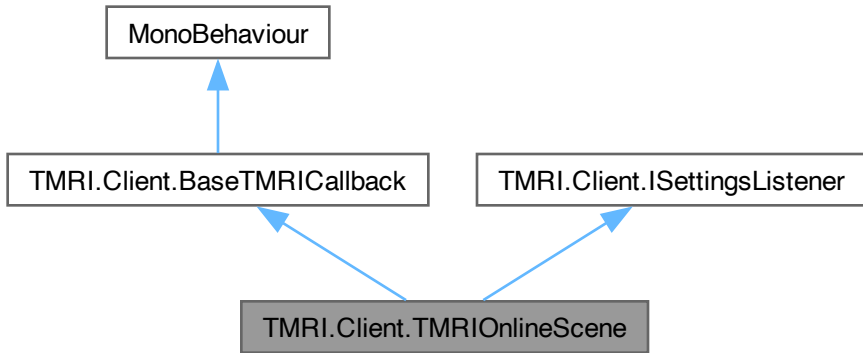 MonoBehaviour
TMRI.Client.BaseTMRICallback
TMRI.Client.ISettingsListener
TMRI.Client.TMRIOnlineScene